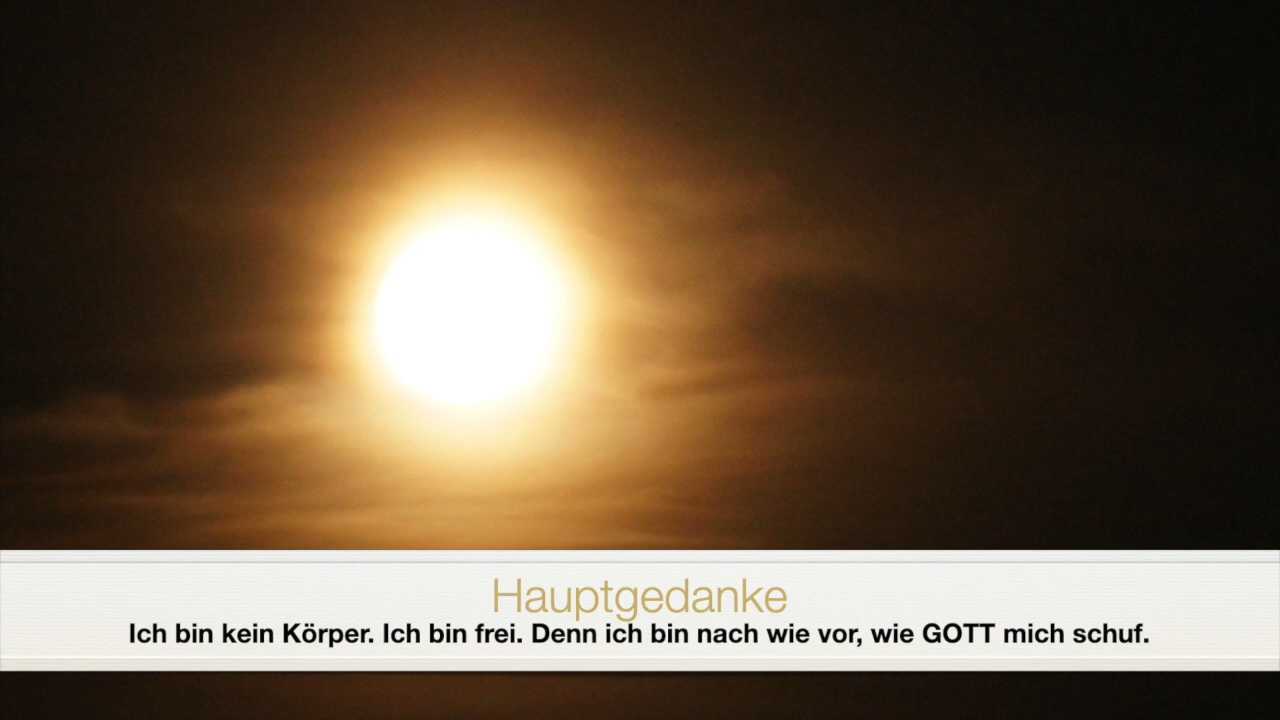 Hauptgedanke
Ich bin kein Körper. Ich bin frei. Denn ich bin nach wie vor, wie GOTT mich schuf.